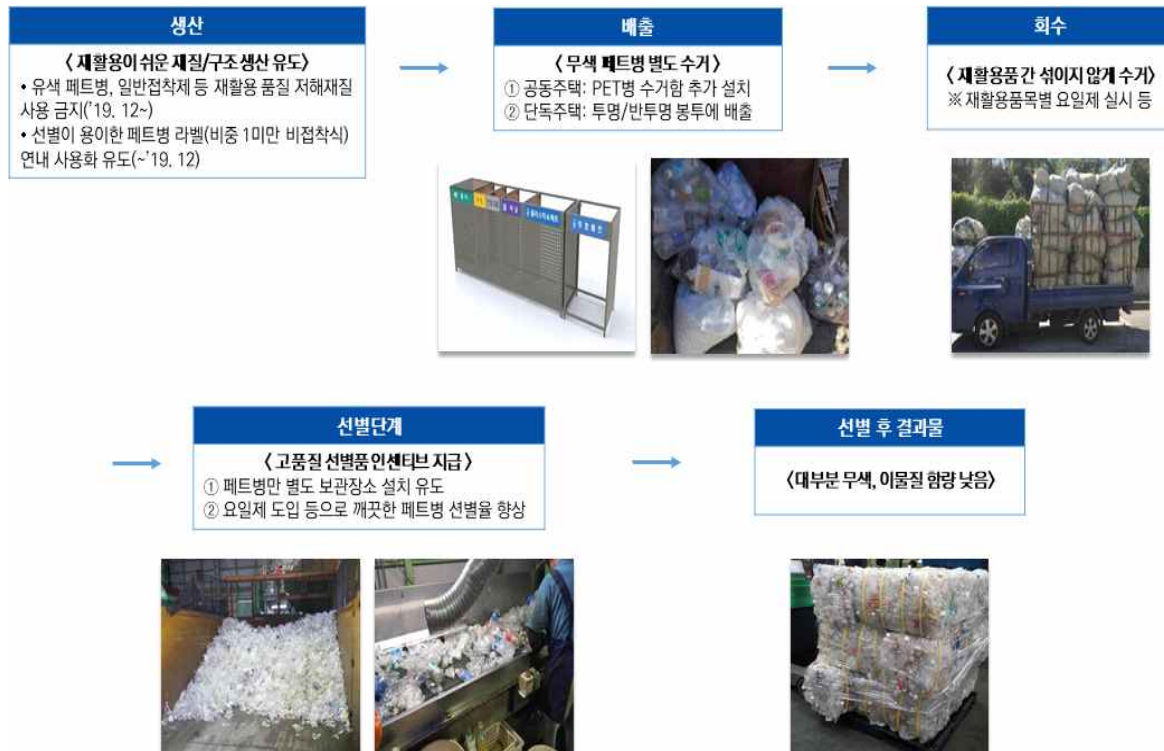 생산
〈 재활용이 쉬운 재질/구조 생산 유도〉
• 유색 페트병, 일반접착제 등 재활용 품질 저해재질
사용 금지('19. 12~)
• 선별이 용이한 페트병 라벨(비중 1미만 비접착식)
연내 사용화 유도(~'19. 12)
배출
〈 무색 페트병 별도 수거 〉
① 공동주택: PET병 수거함 추가 설치
② 단독주택: 투명/반투명 봉투에 배출
회수
〈 재활용품 간 섞이지 않게 수거〉
※ 재활용품목별 요일제 실시 등
선별단계
〈 고품질 선별품 인센티브 지급 〉
① 페트병만 별도 보관장소 설치 유도
② 요일제 도입 등으로 깨끗한 페트병 션별율 향상
선별 후 결과물
〈대부분 무색, 이물질 함량 낮음〉